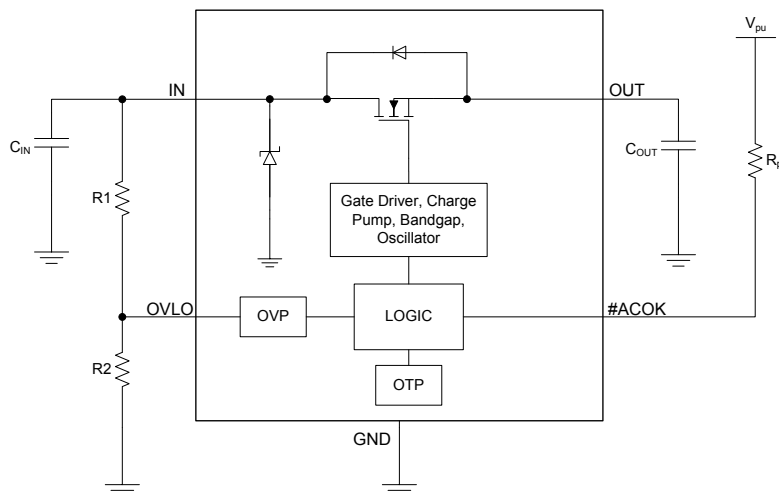 V_pu
IN
OUT
C_IN
C_OUT
R1
Gate Driver, Charge
Pump, Bandgap,
Oscillator
OVLO
OVP
LOGIC
#ACOK
R2
OTP
GND